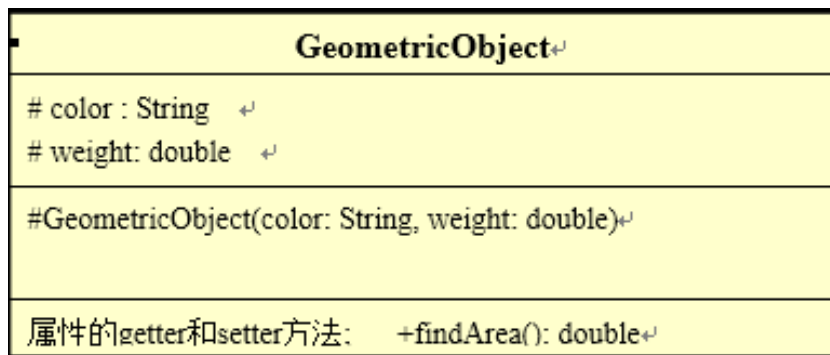 GeometricObject
# color : String
# weight: double
#GeometricObject(color: String, weight: double)
属性的getter和setter方法; +findArea(): double